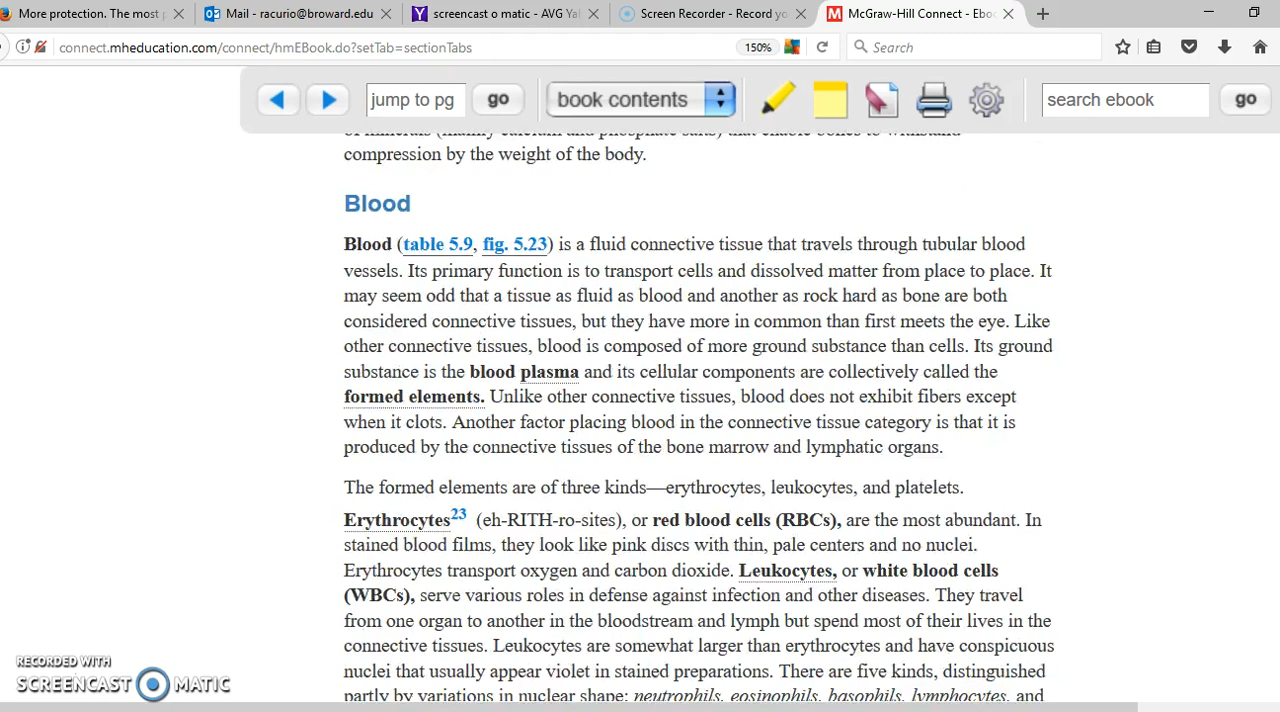 More protection. The most p
Mail - racurio@broward.edu
screencast o matic - AVG Ya
Screen Recorder - Record yo
McGraw-Hill Connect - Eboo
connect.mheducation.com/connect/hmEBook.do?setTab=sectionTabs
150%
Search
jump to pg
go
book contents
search ebook
go
of minerals (mainly calcium and phosphate salts) that enable bones to withstand
compression by the weight of the body.
Blood
Blood (table 5.9, fig. 5.23) is a fluid connective tissue that travels through tubular blood
vessels. Its primary function is to transport cells and dissolved matter from place to place. It
may seem odd that a tissue as fluid as blood and another as rock hard as bone are both
considered connective tissues, but they have more in common than first meets the eye. Like
other connective tissues, blood is composed of more ground substance than cells. Its ground
substance is the blood plasma and its cellular components are collectively called the
formed elements. Unlike other connective tissues, blood does not exhibit fibers except
when it clots. Another factor placing blood in the connective tissue category is that it is
produced by the connective tissues of the bone marrow and lymphatic organs.
The formed elements are of three kinds—erythrocytes, leukocytes, and platelets.
Erythrocytes23 (eh-RITH-ro-sites), or red blood cells (RBCs), are the most abundant. In
stained blood films, they look like pink discs with thin, pale centers and no nuclei.
Erythrocytes transport oxygen and carbon dioxide. Leukocytes, or white blood cells
(WBCs), serve various roles in defense against infection and other diseases. They travel
from one organ to another in the bloodstream and lymph but spend most of their lives in the
connective tissues. Leukocytes are somewhat larger than erythrocytes and have conspicuous
nuclei that usually appear violet in stained preparations. There are five kinds, distinguished
partly by variations in nuclear shape: neutrophils, eosinophils, basophils, lymphocytes, and
RECORDED WITH
SCREENCAST MATIC